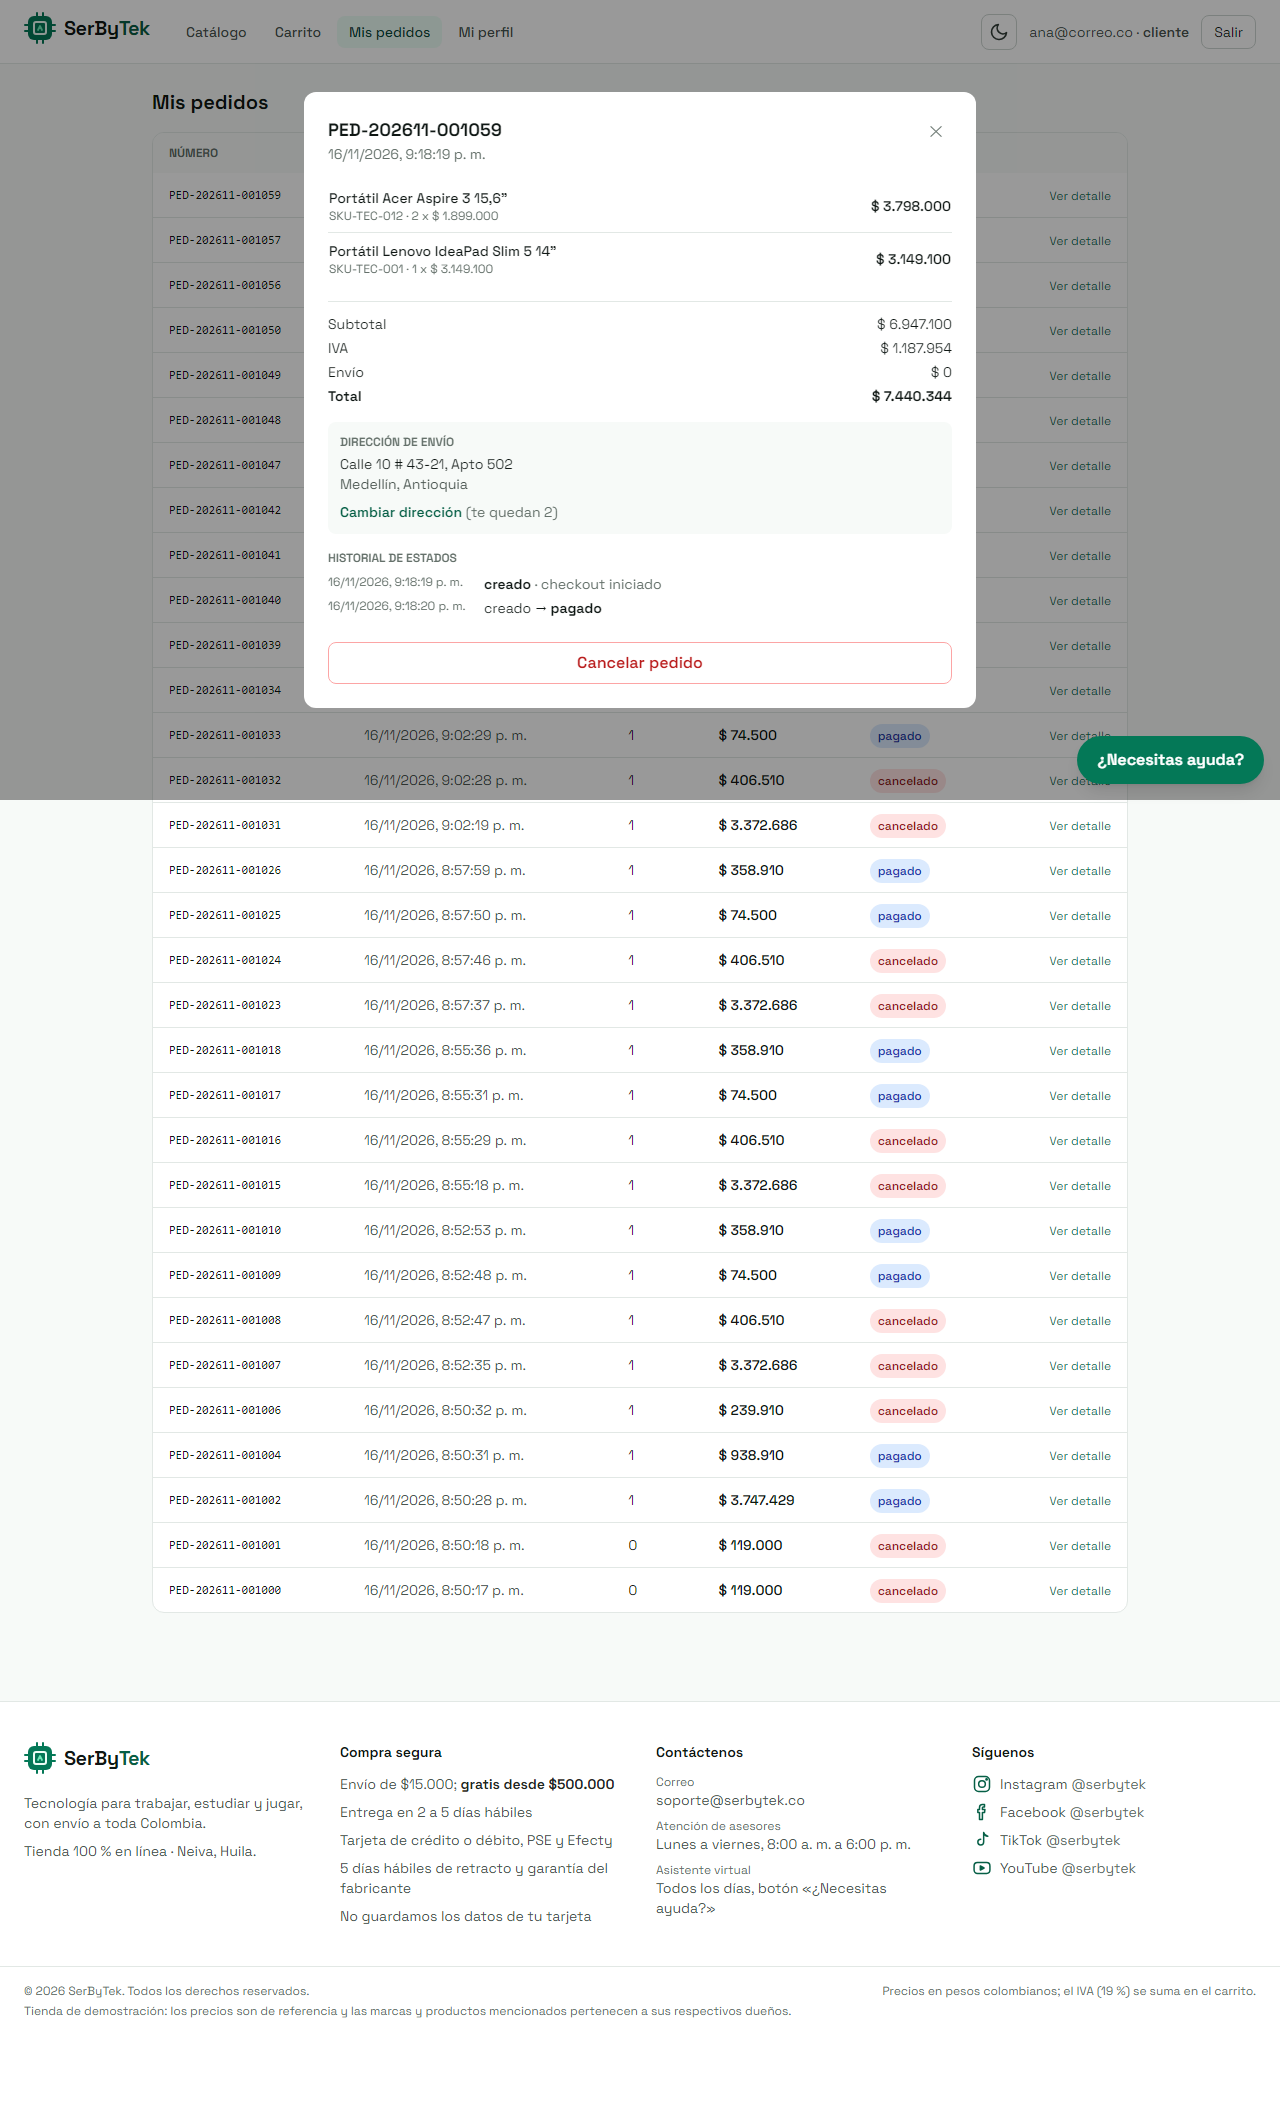 SerByTek
Catálogo Carrito Mis pedidos Mi perfil
ana@correo.co · cliente Salir
Mis pedidos
NÚMERO
PED-202611-001059 Ver detalle
PED-202611-001057 Ver detalle
PED-202611-001056 Ver detalle
PED-202611-001050 Ver detalle
PED-202611-001049 Ver detalle
PED-202611-001048 Ver detalle
PED-202611-001047 Ver detalle
PED-202611-001042 Ver detalle
PED-202611-001041 Ver detalle
PED-202611-001040 Ver detalle
PED-202611-001039 Ver detalle
PED-202611-001034 Ver detalle
PED-202611-001059
16/11/2026, 9:18:19 p. m.
Portátil Acer Aspire 3 15,6"
SKU-TEC-012 · 2 x $ 1.899.000
$ 3.798.000
Portátil Lenovo IdeaPad Slim 5 14"
SKU-TEC-001 · 1 x $ 3.149.100
$ 3.149.100
Subtotal $ 6.947.100
IVA $ 1.187.954
Envío $ 0
Total $ 7.440.344
DIRECCIÓN DE ENVÍO
Calle 10 # 43-21, Apto 502
Medellín, Antioquia
Cambiar dirección (te quedan 2)
HISTORIAL DE ESTADOS
16/11/2026, 9:18:19 p. m. creado · checkout iniciado
16/11/2026, 9:18:20 p. m. creado → pagado
Cancelar pedido
PED-202611-001033 16/11/2026, 9:02:29 p. m. 1 $ 74.500 pagado Ver detalle
¿Necesitas ayuda?
PED-202611-001032 16/11/2026, 9:02:28 p. m. 1 $ 406.510 cancelado Ver detalle
PED-202611-001031 16/11/2026, 9:02:19 p. m. 1 $ 3.372.686 cancelado Ver detalle
PED-202611-001026 16/11/2026, 8:57:59 p. m. 1 $ 358.910 pagado Ver detalle
PED-202611-001025 16/11/2026, 8:57:50 p. m. 1 $ 74.500 pagado Ver detalle
PED-202611-001024 16/11/2026, 8:57:46 p. m. 1 $ 406.510 cancelado Ver detalle
PED-202611-001023 16/11/2026, 8:57:37 p. m. 1 $ 3.372.686 cancelado Ver detalle
PED-202611-001018 16/11/2026, 8:55:36 p. m. 1 $ 358.910 pagado Ver detalle
PED-202611-001017 16/11/2026, 8:55:31 p. m. 1 $ 74.500 pagado Ver detalle
PED-202611-001016 16/11/2026, 8:55:29 p. m. 1 $ 406.510 cancelado Ver detalle
PED-202611-001015 16/11/2026, 8:55:18 p. m. 1 $ 3.372.686 cancelado Ver detalle
PED-202611-001010 16/11/2026, 8:52:53 p. m. 1 $ 358.910 pagado Ver detalle
PED-202611-001009 16/11/2026, 8:52:48 p. m. 1 $ 74.500 pagado Ver detalle
PED-202611-001008 16/11/2026, 8:52:47 p. m. 1 $ 406.510 cancelado Ver detalle
PED-202611-001007 16/11/2026, 8:52:35 p. m. 1 $ 3.372.686 cancelado Ver detalle
PED-202611-001006 16/11/2026, 8:50:32 p. m. 1 $ 239.910 cancelado Ver detalle
PED-202611-001004 16/11/2026, 8:50:31 p. m. 1 $ 938.910 pagado Ver detalle
PED-202611-001002 16/11/2026, 8:50:28 p. m. 1 $ 3.747.429 pagado Ver detalle
PED-202611-001001 16/11/2026, 8:50:18 p. m. 0 $ 119.000 cancelado Ver detalle
PED-202611-001000 16/11/2026, 8:50:17 p. m. 0 $ 119.000 cancelado Ver detalle
SerByTek
Tecnología para trabajar, estudiar y jugar,
con envío a toda Colombia.
Tienda 100 % en línea · Neiva, Huila.
Compra segura
Envío de $15.000; gratis desde $500.000
Entrega en 2 a 5 días hábiles
Tarjeta de crédito o débito, PSE y Efecty
5 días hábiles de retracto y garantía del
fabricante
No guardamos los datos de tu tarjeta
Contáctenos
Correo
soporte@serbytek.co
Atención de asesores
Lunes a viernes, 8:00 a. m. a 6:00 p. m.
Asistente virtual
Todos los días, botón «¿Necesitas
ayuda?»
Síguenos
Instagram @serbytek
Facebook @serbytek
TikTok @serbytek
YouTube @serbytek
© 2026 SerByTek. Todos los derechos reservados.
Precios en pesos colombianos; el IVA (19 %) se suma en el carrito.
Tienda de demostración: los precios son de referencia y las marcas y productos mencionados pertenecen a sus respectivos dueños.